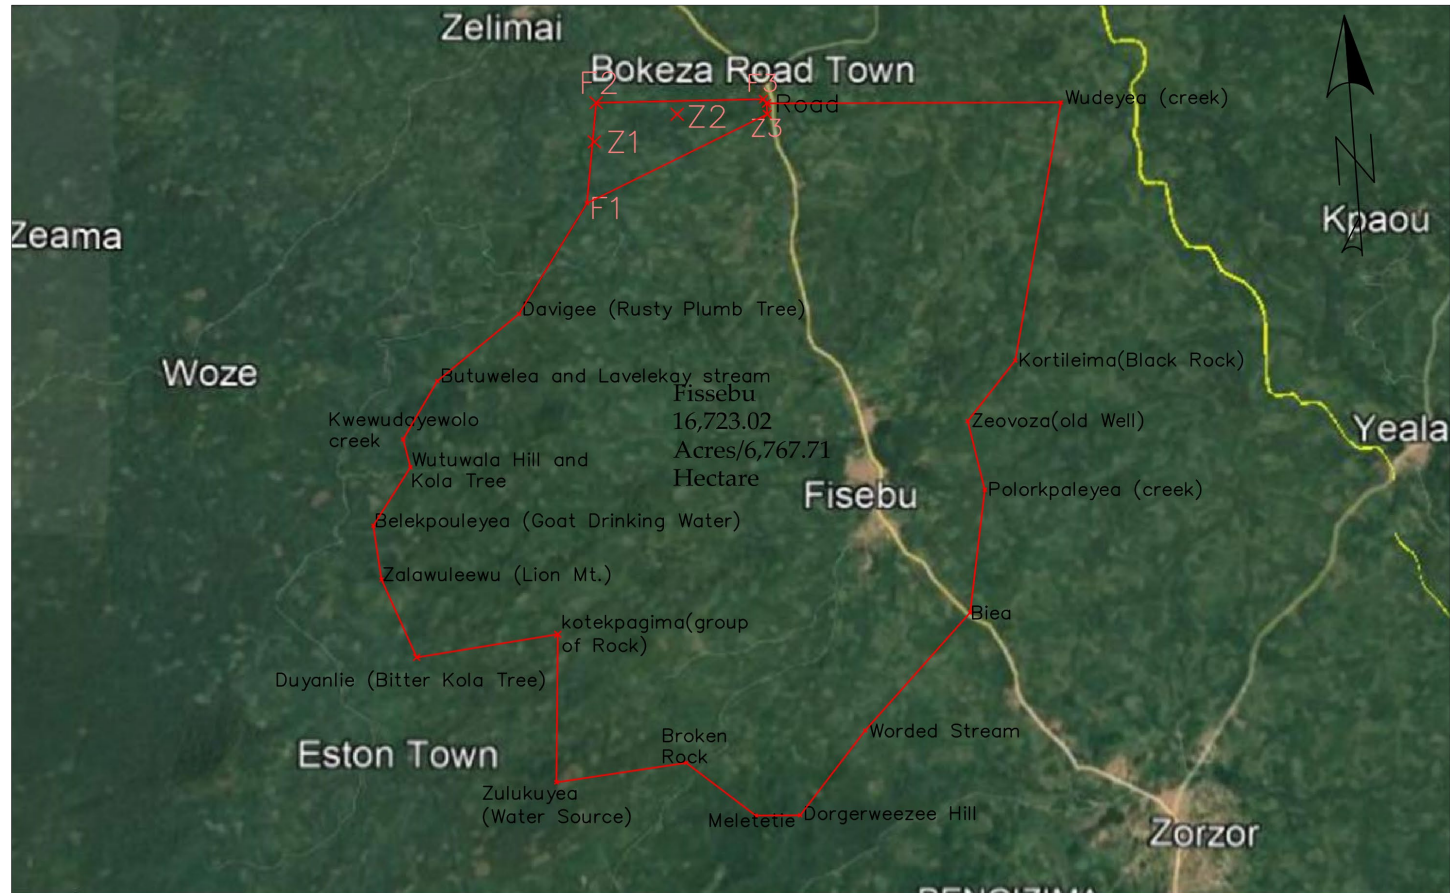 Zelimai
Bokeza Road Town
F2
F3
Road
Wudeyea (creek)
Z2
Z3
Z1
N
F1
Kpaou
Zeama
Davigee (Rusty Plumb Tree)
Kortileima(Black Rock)
Woze
Butuwelea and Lavelekay stream
Fissebu
16,723.02
Acres/6,767.71
Hectare
Kwewudayewolo
creek
Zeovoza(old Well)
Yeala
Wutuwala Hill and
Kola Tree
Polorkpaleyea (creek)
Fisebu
Belekpouleyea (Goat Drinking Water)
Zalawuleewu (Lion Mt.)
Biea
kotekpagima(group
of Rock)
Duyanlie (Bitter Kola Tree)
Worded Stream
Broken
Rock
Eston Town
Zulukuyea
(Water Source)
Meletetie
Dorgerweezee Hill
Zorzor